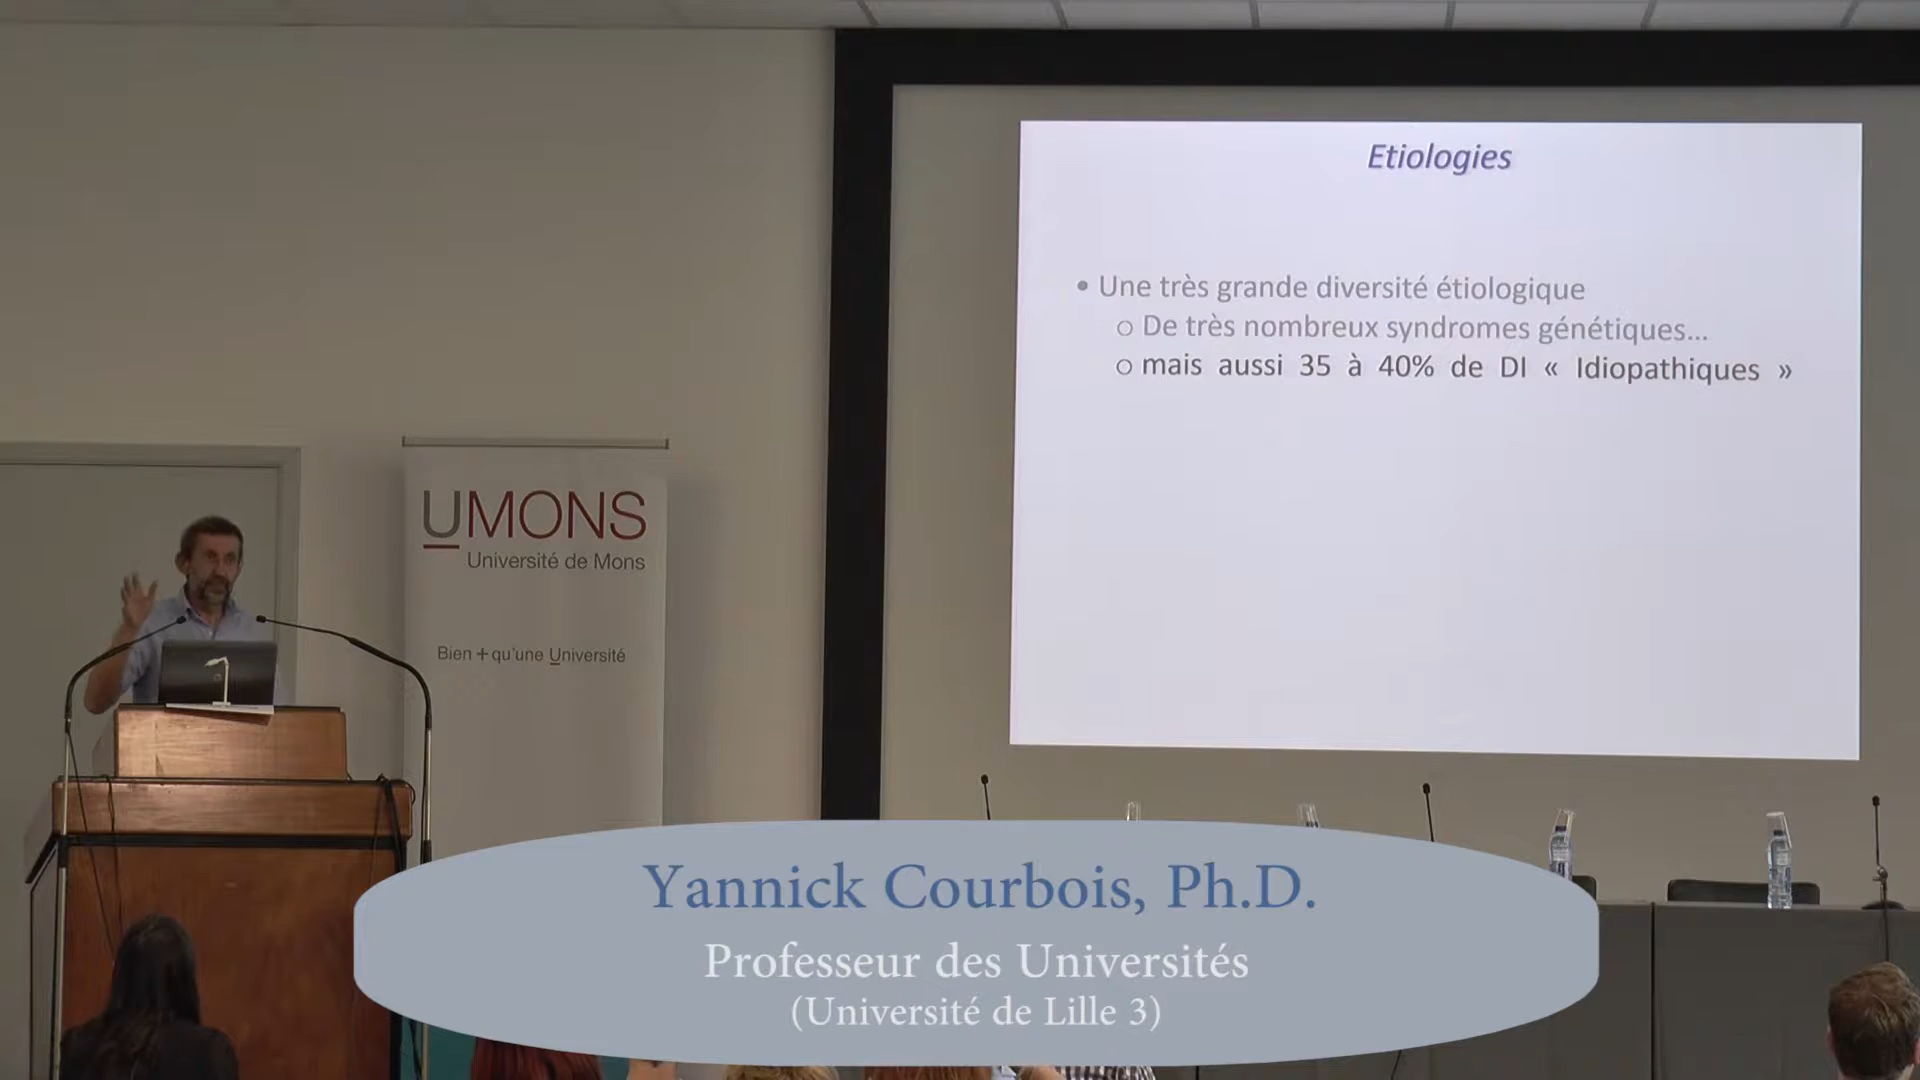 Etiologies
• Une très grande diversité étiologique
o De très nombreux syndromes génétiques...
o mais aussi 35 à 40% de DI « Idiopathiques »
UMONS
Université de Mons
Bien + qu'une Université
Yannick Courbois, Ph.D.
Professeur des Universités
(Université de Lille 3)